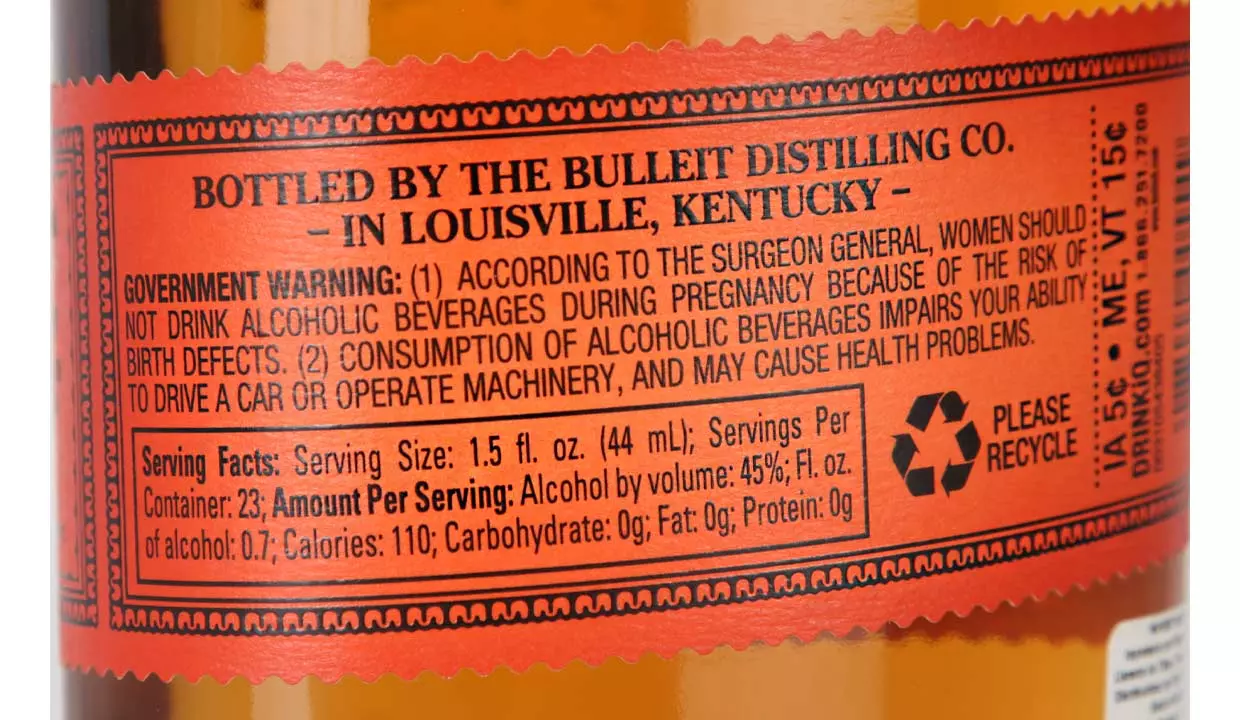 BOTTLED BY THE BULLEIT DISTILLING CO.
– IN LOUISVILLE, KENTUCKY –
GOVERNMENT WARNING: (1) ACCORDING TO THE SURGEON GENERAL, WOMEN SHOULD
NOT DRINK ALCOHOLIC BEVERAGES DURING PREGNANCY BECAUSE OF THE RISK OF
BIRTH DEFECTS. (2) CONSUMPTION OF ALCOHOLIC BEVERAGES IMPAIRS YOUR ABILITY
TO DRIVE A CAR OR OPERATE MACHINERY, AND MAY CAUSE HEALTH PROBLEMS.
Serving Facts: Serving Size: 1.5 fl. oz. (44 mL); Servings Per
Container: 23; Amount Per Serving: Alcohol by volume: 45%; Fl. oz.
of alcohol: 0.7; Calories: 110; Carbohydrate: 0g; Fat: 0g; Protein: 0g
PLEASE
RECYCLE
IA 5¢ • ME, VT 15¢
DRINKiQ.com 1.866.251.7200